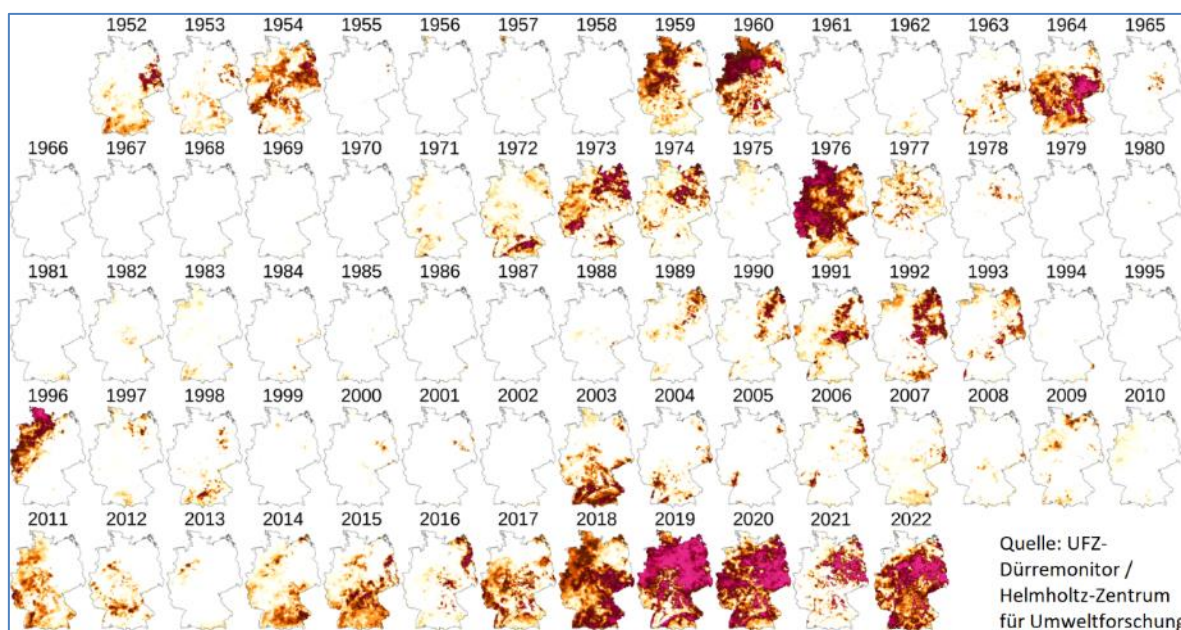 1952 1953 1954 1955 1956 1957 1958 1959 1960 1961 1962 1963 1964 1965
1966 1967 1968 1969 1970 1971 1972 1973 1974 1975 1976 1977 1978 1979 1980
1981 1982 1983 1984 1985 1986 1987 1988 1989 1990 1991 1992 1993 1994 1995
1996 1997 1998 1999 2000 2001 2002 2003 2004 2005 2006 2007 2008 2009 2010
2011 2012 2013 2014 2015 2016 2017 2018 2019 2020 2021 2022
Quelle: UFZ-
Dürremonitor /
Helmholtz-Zentrum
für Umweltforschung